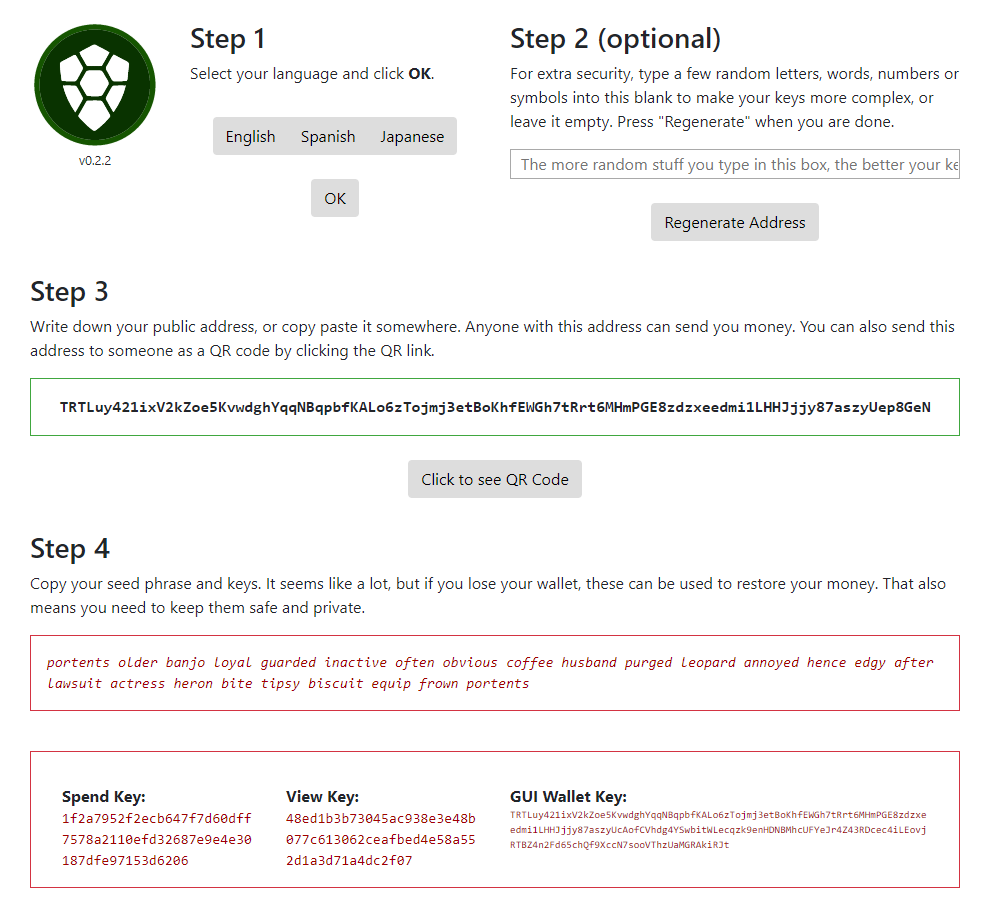 v0.2.2
Step 1
Select your language and click OK.
English Spanish Japanese
OK
Step 2 (optional)
For extra security, type a few random letters, words, numbers or
symbols into this blank to make your keys more complex, or
leave it empty. Press "Regenerate" when you are done.
The more random stuff you type in this box, the better your ke
Regenerate Address
Step 3
Write down your public address, or copy paste it somewhere. Anyone with this address can send you money. You can also send this
address to someone as a QR code by clicking the QR link.
TRTLuy421ixV2kZoe5KvwdghYqqNBqpbfKALo6zTojmj3etBoKhfEWGh7tRrt6MHmPGE8zdzxeedmi1LHHJjjy87aszyUep8GeN
Click to see QR Code
Step 4
Copy your seed phrase and keys. It seems like a lot, but if you lose your wallet, these can be used to restore your money. That also
means you need to keep them safe and private.
portents older banjo loyal guarded inactive often obvious coffee husband purged leopard annoyed hence edgy after
lawsuit actress heron bite tipsy biscuit equip frown portents
Spend Key:
1f2a7952f2ecb647f7d60dff
7578a2110efd32687e9e4e30
187dfe97153d6206
View Key:
48ed1b3b73045ac938e3e48b
077c613062ceafbed4e58a55
2d1a3d71a4dc2f07
GUI Wallet Key:
TRTLuy421ixV2kZoe5KvwdghYqqNBqpbfKALo6zTojmj3etBoKhfEWGh7tRrt6MHmPGE8zdzxe
edmi1LHHJjjy87aszyUcAofCVhdg4YSwbitWLecqzk9enHDNBMhcUFYeJr4Z43RDcec4iLEovj
RTBZ4n2Fd65chQf9XccN7sooVThzUaMGRAkiRJt